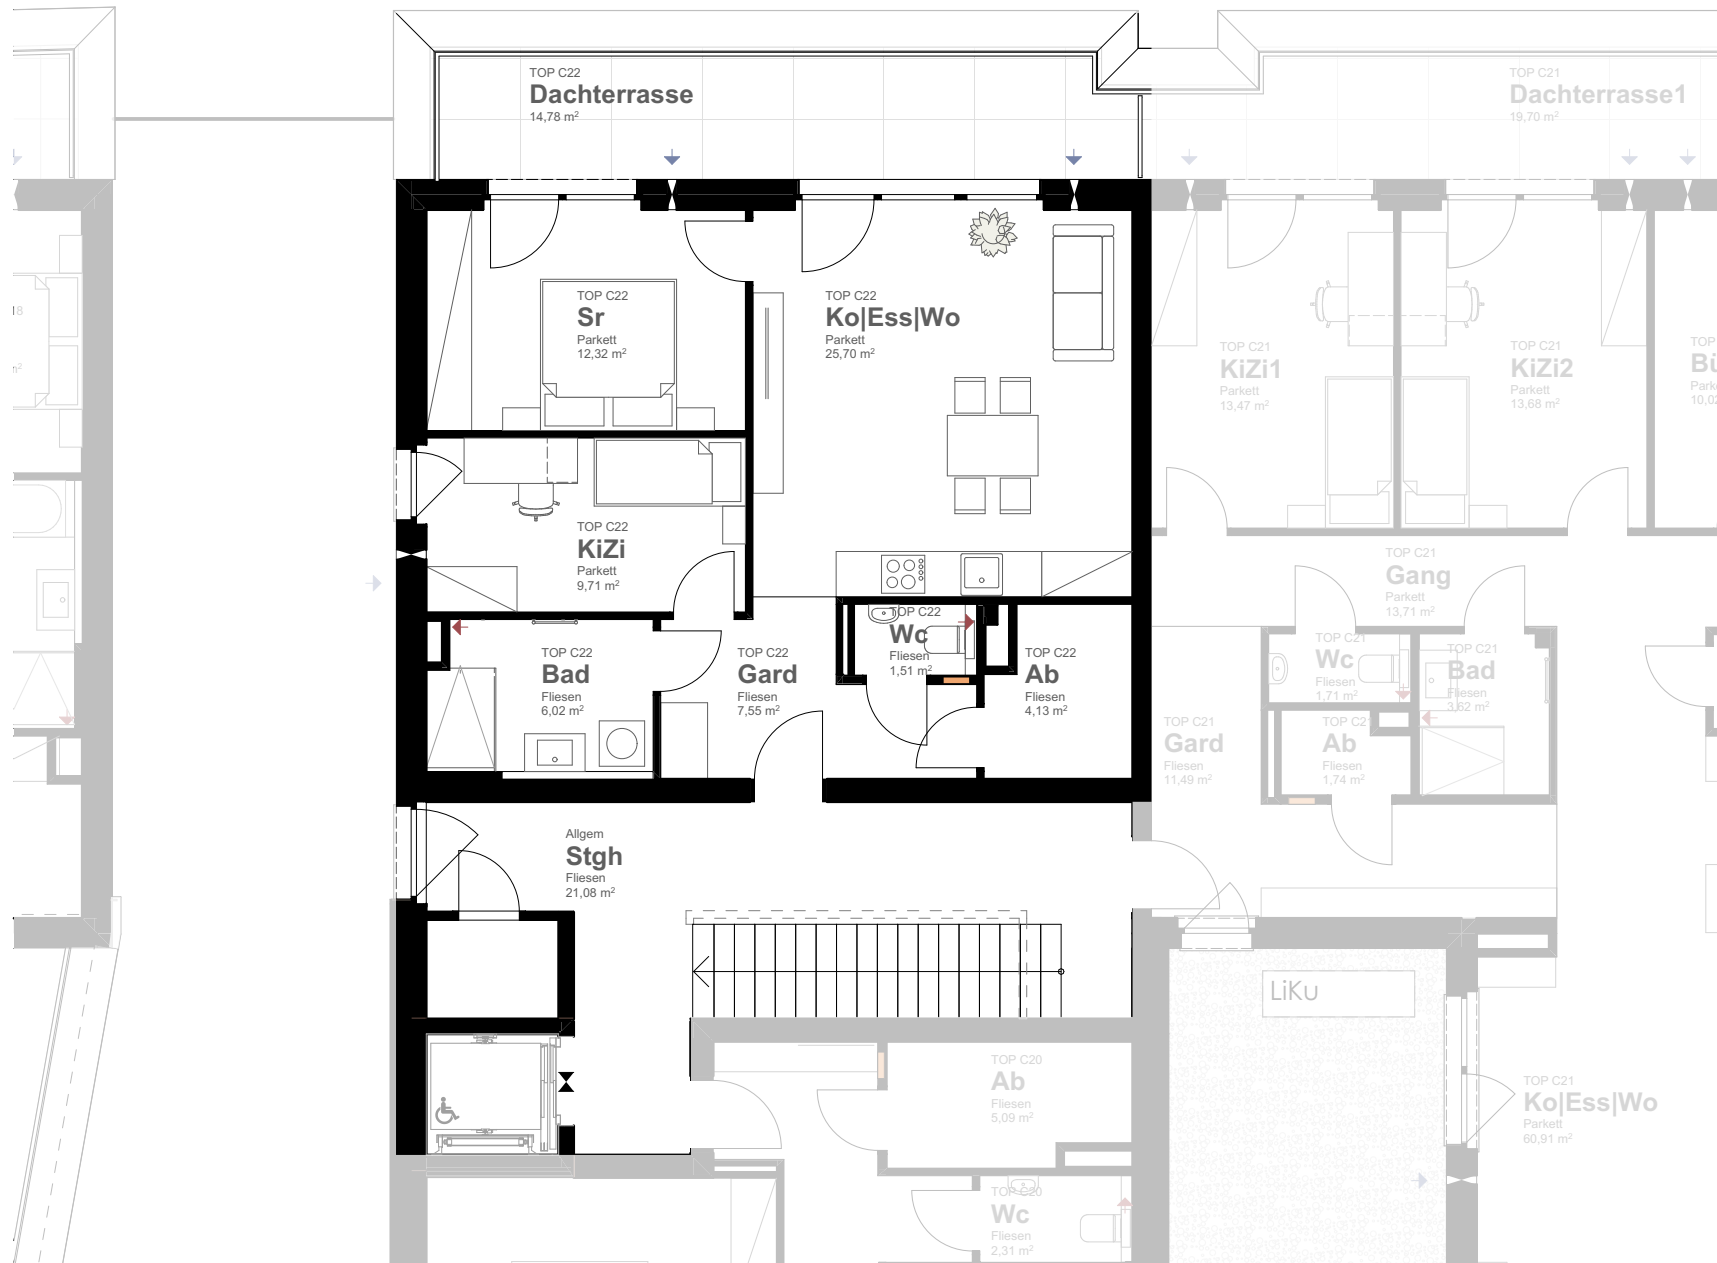 TOP C22
Dachterrasse
14,78 m²
TOP C21
Dachterrasse1
19,70 m²
TOP C22
Sr
Parkett
12,32 m²
TOP C22
Ko|Ess|Wo
Parkett
25,70 m²
TOP C21
KiZi1
Parkett
13,47 m²
TOP C21
KiZi2
Parkett
13,68 m²
TOP
TOP C22
KiZi
Parkett
9,71 m²
TOP C21
Gang
Parkett
13,71 m²
TOP C22
Bad
Fliesen
6,02 m²
TOP C22
Gard
Fliesen
7,55 m²
TOP C22
Wc
Fliesen
1,51 m²
TOP C22
Ab
Fliesen
4,13 m²
TOP C21
Wc
Fliesen
1,71 m²
TOP C21
Bad
Fliesen
3,62 m²
TOP C21
Gard
Fliesen
11,49 m²
TOP C21
Ab
Fliesen
1,74 m²
Allgem
Stgh
Fliesen
21,08 m²
LiKu
TOP C20
Ab
Fliesen
5,09 m²
TOP C21
Ko|Ess|Wo
Parkett
60,91 m²
TOP C20
Wc
Fliesen
2,31 m²